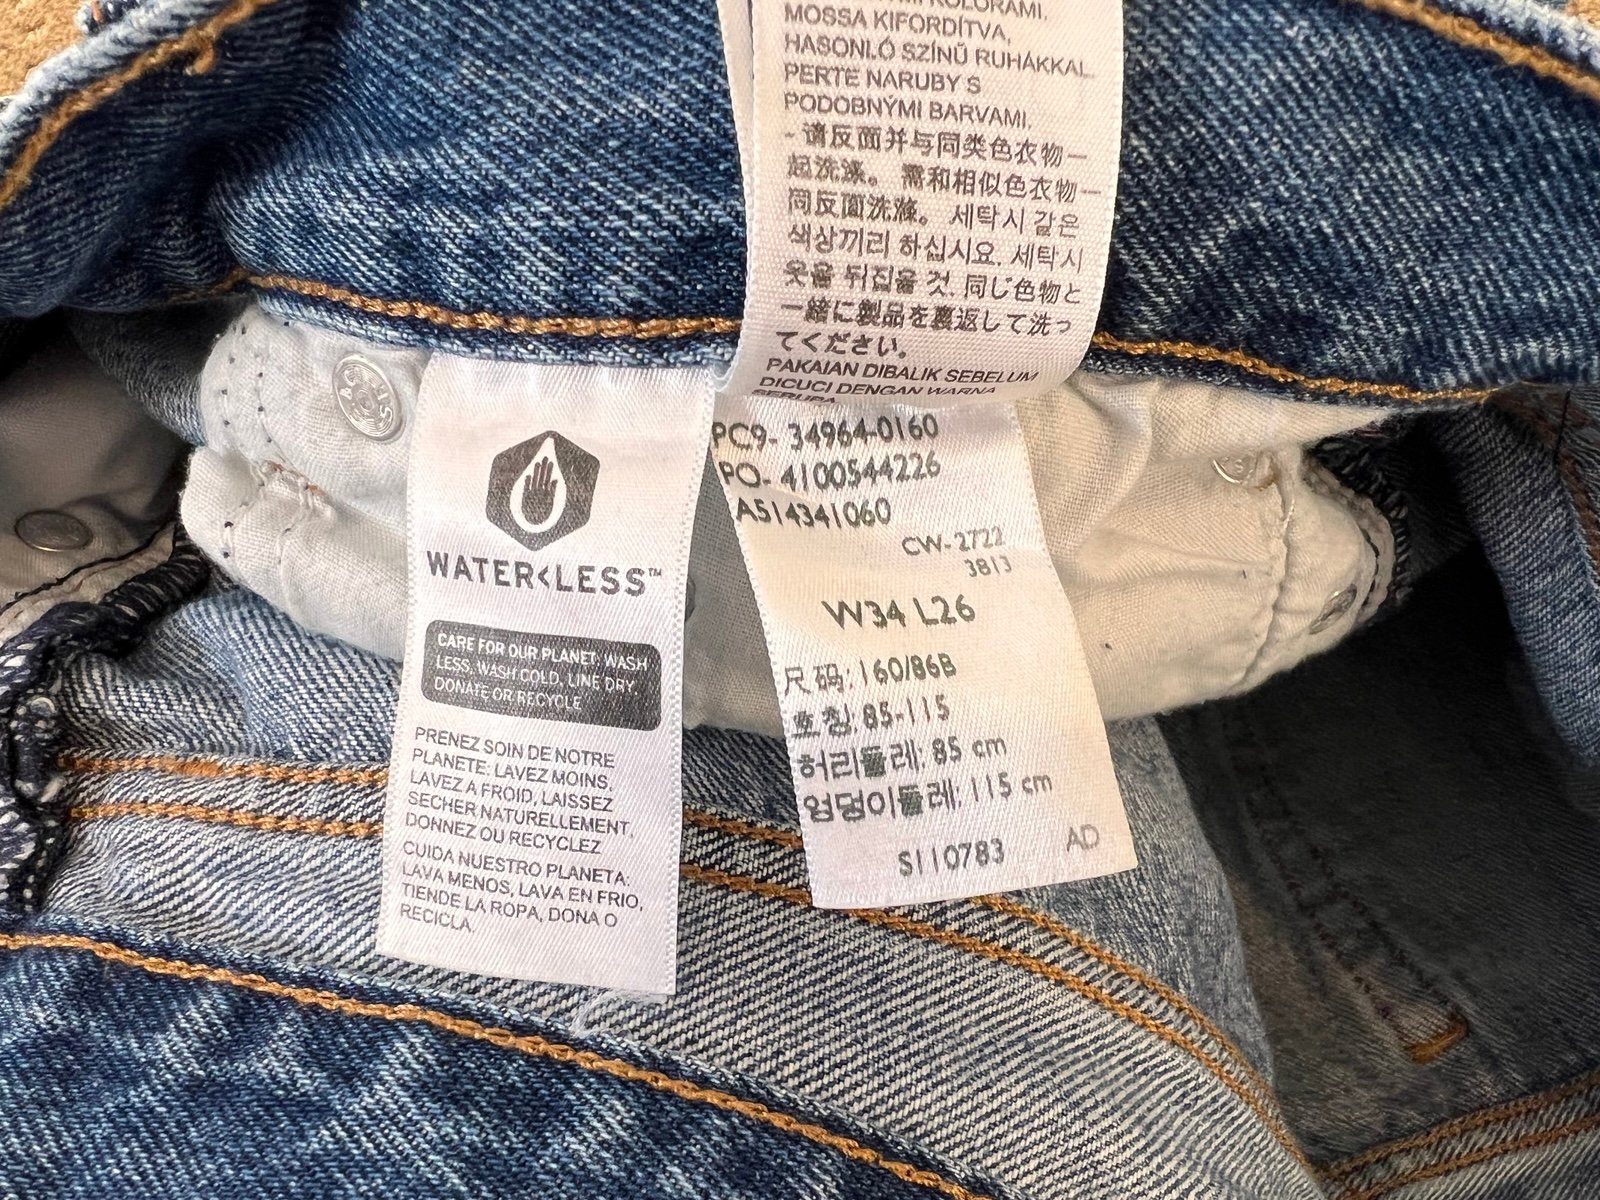 KOLORAMI.
MOSSA KIFORDÍTVA,
HASONLÓ SZÍNŰ RUHÁKKAL.
PERTE NARUBY S
PODOBNÝMI BARVAMI.
- 请反面并与同类色衣物一
起洗涤。需和相似色衣物一
同反面洗滌。 세탁시 같은
색상끼리 하십시요. 세탁시
옷을 뒤집을 것. 同じ色物と
一緒に製品を裏返して洗っ
てください。
PAKAIAN DIBALIK SEBELUM
DICUCI DENGAN WARNA
SERUPA
WATER<LESS™
CARE FOR OUR PLANET: WASH
LESS, WASH COLD, LINE DRY,
DONATE OR RECYCLE
PRENEZ SOIN DE NOTRE
PLANETE: LAVEZ MOINS,
LAVEZ A FROID, LAISSEZ
SECHER NATURELLEMENT,
DONNEZ OU RECYCLEZ
CUIDA NUESTRO PLANETA:
LAVA MENOS, LAVA EN FRIO,
TIENDE LA ROPA, DONA O
RECICLA
PC9- 34964-0160
PO- 4100544226
A514341060
CW-2722
3813
W34 L26
尺码: 160/86B
호칭: 85-115
허리둘레: 85 cm
엉덩이둘레: 115 cm
S110783
AD